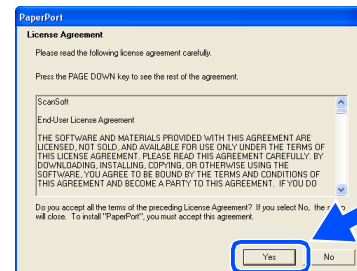 PaperPort
License Agreement
Please read the following license agreement carefully.
Press the PAGE DOWN key to see the rest of the agreement.
ScanSoft
End-User License Agreement
THE SOFTWARE AND MATERIALS PROVIDED WITH THIS AGREEMENT ARE
LICENSED, NOT SOLD, AND AVAILABLE FOR USE ONLY UNDER THE TERMS OF
THIS LICENSE AGREEMENT. PLEASE READ THIS AGREEMENT CAREFULLY. BY
DOWNLOADING, INSTALLING, COPYING, OR OTHERWISE USING THE
SOFTWARE, YOU AGREE TO BE BOUND BY THE TERMS AND CONDITIONS OF
THIS AGREEMENT AND BECOME A PARTY TO THIS AGREEMENT. IF YOU DO
Do you accept all the terms of the preceding License Agreement? If you select No, the
will close. To install "PaperPort", you must accept this agreement.
Yes
No